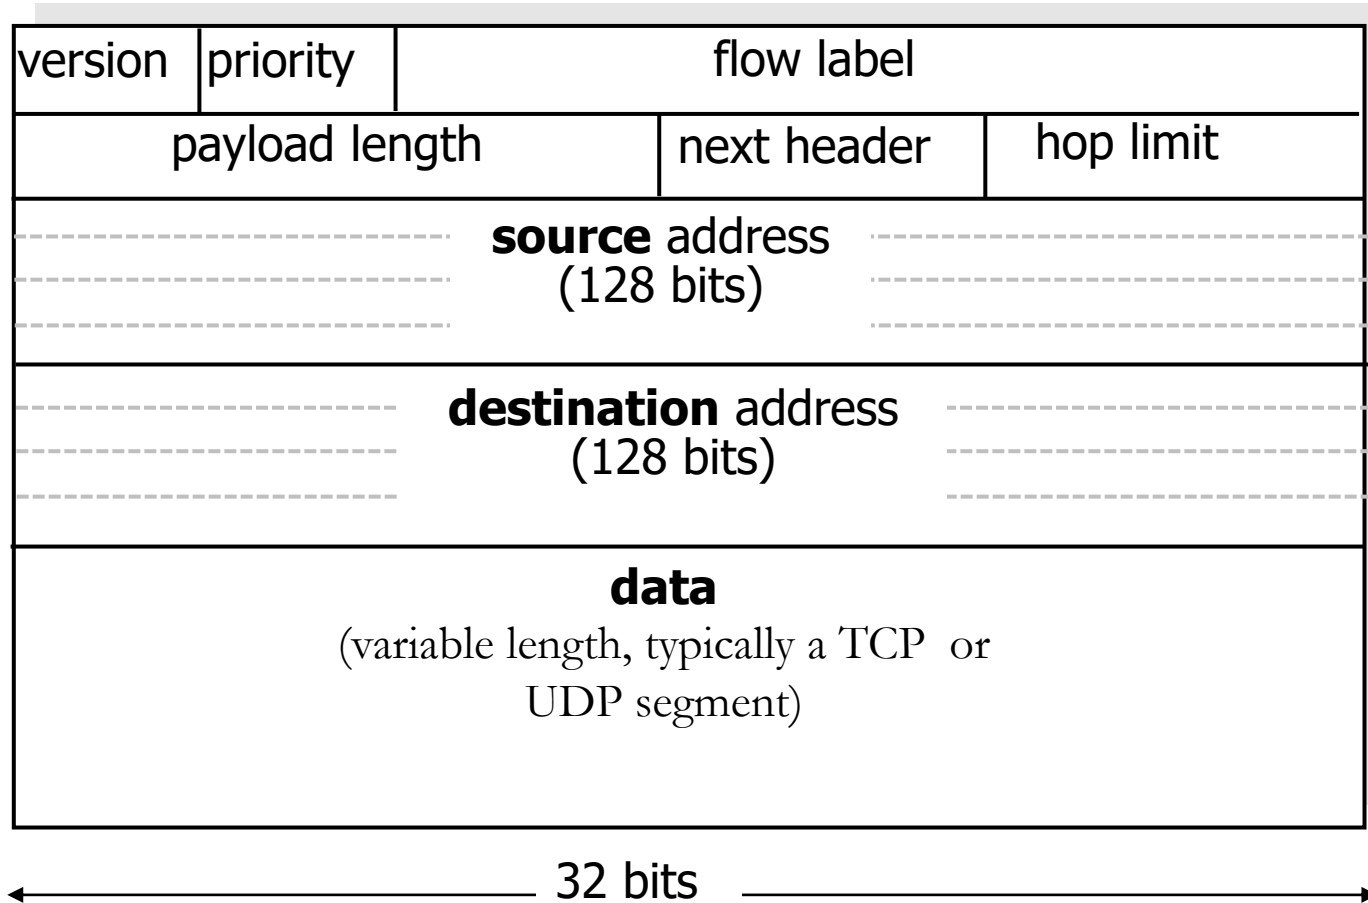 version
priority
flow label
payload length
next header
hop limit
source address
(128 bits)
destination address
(128 bits)
data
(variable length, typically a TCP or
UDP segment)
32 bits